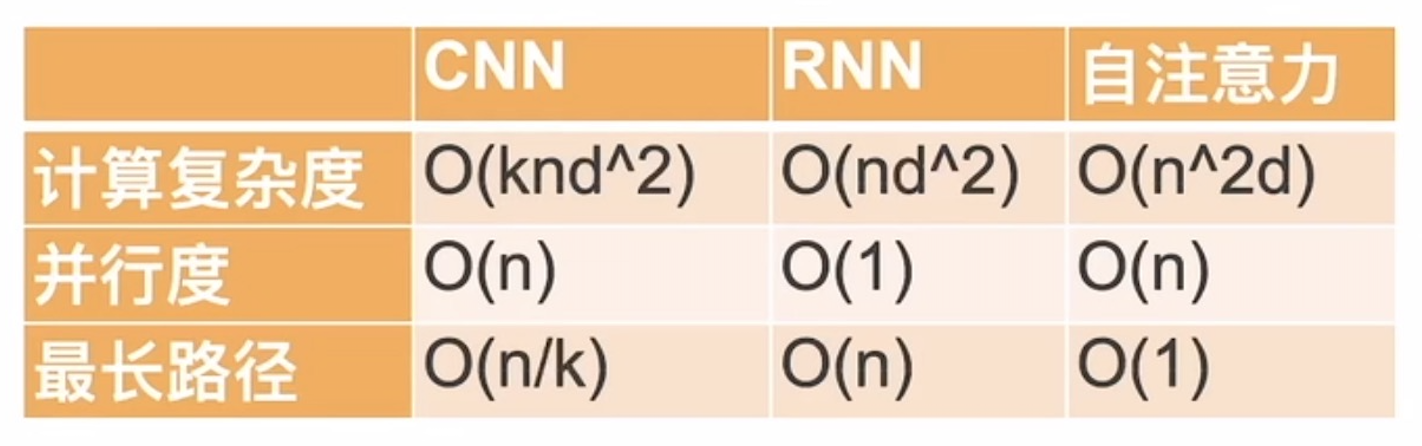 CNN RNN 自注意力
计算复杂度 O(knd^2) O(nd^2) O(n^2d)
并行度 O(n) O(1) O(n)
最长路径 O(n/k) O(n) O(1)